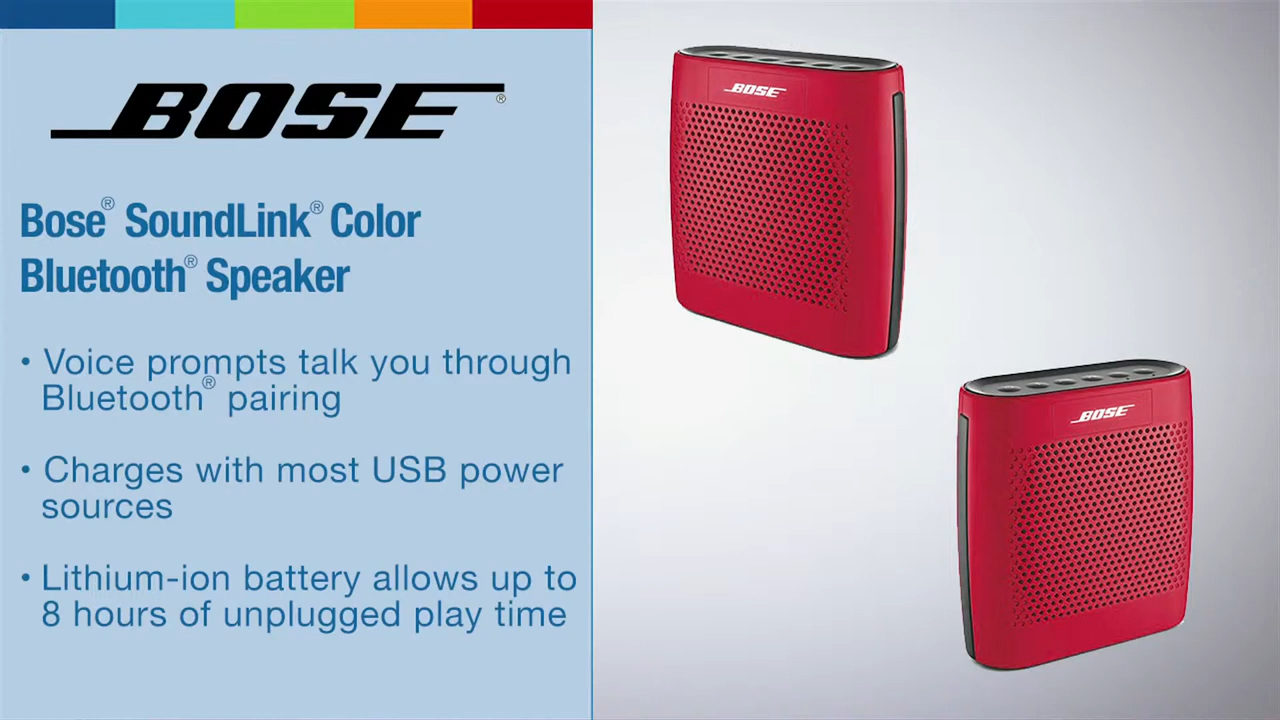 BOSE®
Bose® SoundLink® Color
Bluetooth® Speaker
• Voice prompts talk you through
Bluetooth® pairing
• Charges with most USB power
sources
• Lithium-ion battery allows up to
8 hours of unplugged play time
BOSE
BOSE